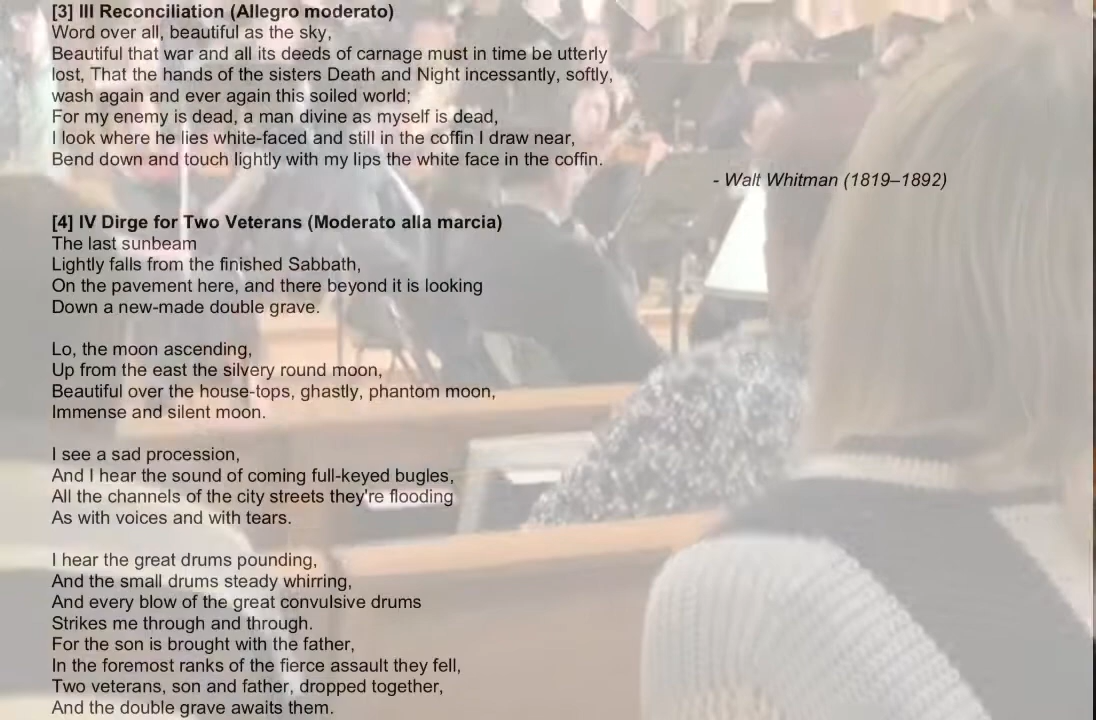 [3] III Reconciliation (Allegro moderato)
Word over all, beautiful as the sky,
Beautiful that war and all its deeds of carnage must in time be utterly
lost, That the hands of the sisters Death and Night incessantly, softly,
wash again and ever again this soiled world;
For my enemy is dead, a man divine as myself is dead,
I look where he lies white-faced and still in the coffin I draw near,
Bend down and touch lightly with my lips the white face in the coffin.
- Walt Whitman (1819–1892)
[4] IV Dirge for Two Veterans (Moderato alla marcia)
The last sunbeam
Lightly falls from the finished Sabbath,
On the pavement here, and there beyond it is looking
Down a new-made double grave.
Lo, the moon ascending,
Up from the east the silvery round moon,
Beautiful over the house-tops, ghastly, phantom moon,
Immense and silent moon.
I see a sad procession,
And I hear the sound of coming full-keyed bugles,
All the channels of the city streets they're flooding
As with voices and with tears.
I hear the great drums pounding,
And the small drums steady whirring,
And every blow of the great convulsive drums
Strikes me through and through.
For the son is brought with the father,
In the foremost ranks of the fierce assault they fell,
Two veterans, son and father, dropped together,
And the double grave awaits them.